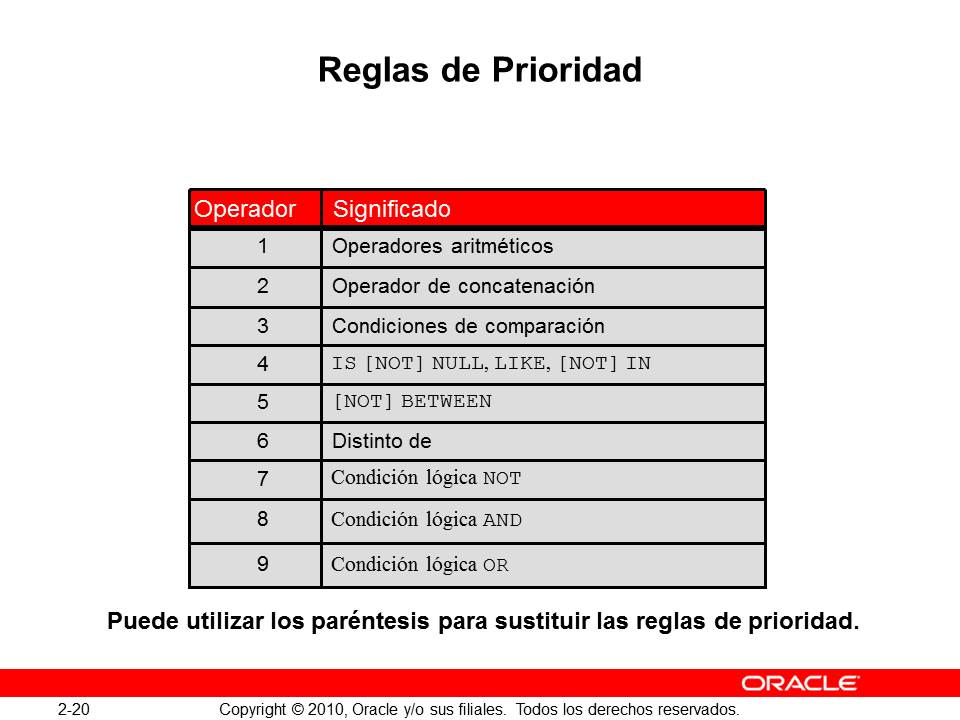 Reglas de Prioridad
Operador Significado
1 Operadores aritméticos
2 Operador de concatenación
3 Condiciones de comparación
4 IS [NOT] NULL, LIKE, [NOT] IN
5 [NOT] BETWEEN
6 Distinto de
7 Condición lógica NOT
8 Condición lógica AND
9 Condición lógica OR
Puede utilizar los paréntesis para sustituir las reglas de prioridad.
ORACLE
2-20 Copyright © 2010, Oracle y/o sus filiales. Todos los derechos reservados.